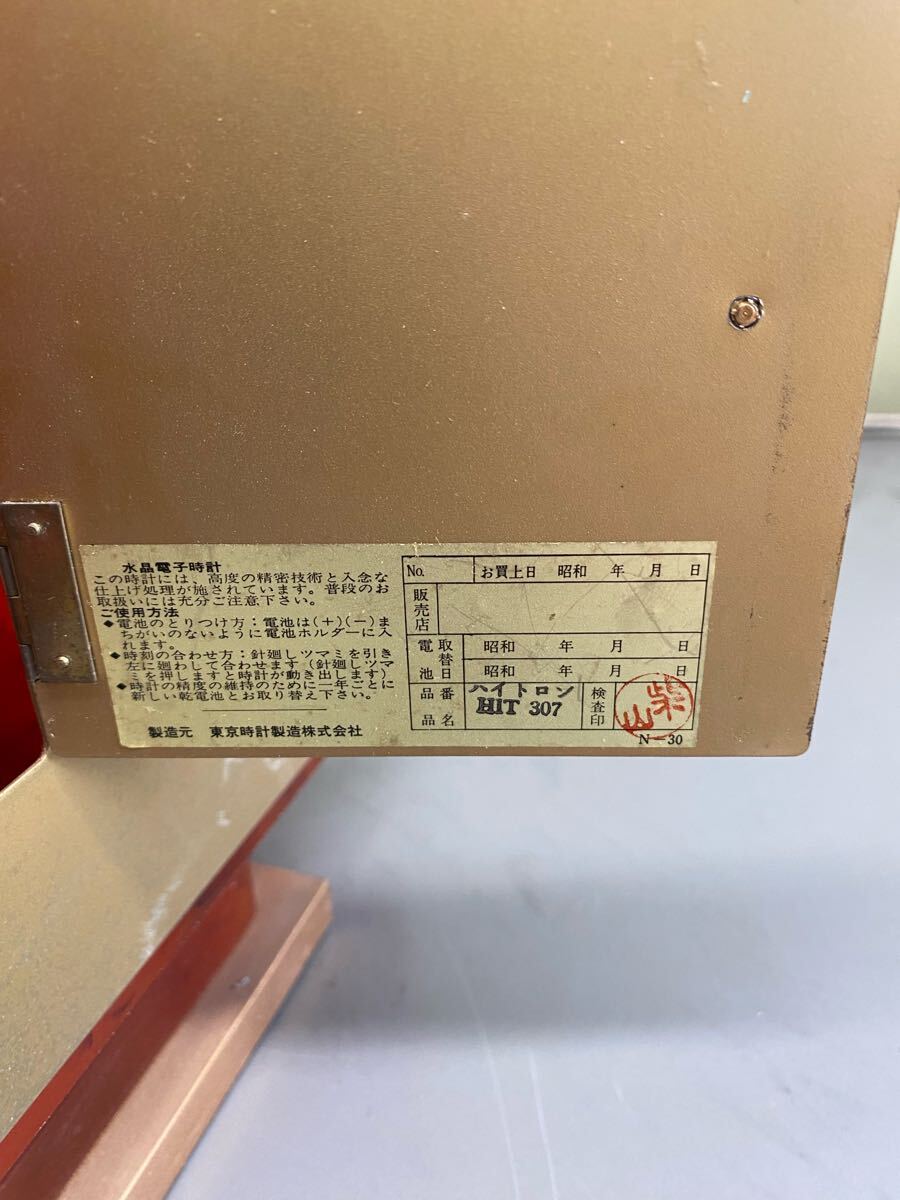 水晶電子時計
この時計には、高度の精密技術と入念な
仕上げ処理が施されています。普段のお
取扱いには充分ご注意下さい。
ご使用方法
◆電池のとりつけ方：電池は(＋)(－)ま
ちがいのないように電池ホルダーに入
れます。
◆時刻の合わせ方：針廻しツマミを引き
左に廻わして合わせます（針廻しツマ
ミを押しますと時計が動き出します）
◆時計の精度の維持のために一年ごとに
新しい乾電池とお取り替え下さい。
製造元 東京時計製造株式会社
No. お買上日 昭和 年 月 日
販売店
電池取替日 昭和 年 月 日
昭和 年 月 日
品番 ハイトロン
品名 HIT 307
検査印 柴山
N－30